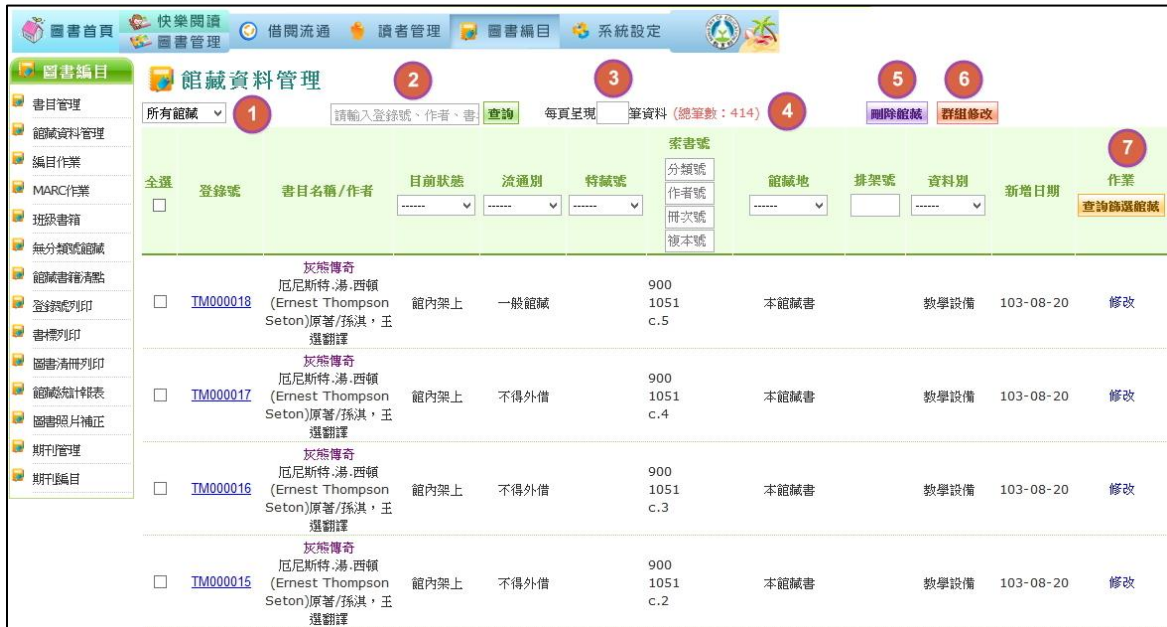 圖書首頁
快樂閱讀
圖書管理
借閱流通
讀者管理
圖書編目
系統設定
圖書編目
書目管理
館藏資料管理
編目作業
MARC作業
班級書箱
無分類號館藏
館藏書籍清點
登錄號列印
書標列印
圖書清冊列印
館藏統計報表
圖書照片補正
期刊管理
期刊編目
館藏資料管理
2
3
5
6
所有館藏
1
請輸入登錄號、作者、書
查詢
每頁呈現 筆資料 (總筆數:414)
4
刪除館藏
群組修改
全選
登錄號
書目名稱/作者
目前狀態
------
流通別
------
特藏號
------
索書號
分類號
作者號
冊次號
複本號
館藏地
------
排架號
資料別
------
新增日期
7
作業
查詢篩選館藏
TM000018
灰熊傳奇
厄尼斯特.湯.西頓
(Ernest Thompson
Seton)原著/孫淇，王
選翻譯
館內架上
一般館藏
900
1051
c.5
本館藏書
教學設備
103-08-20
修改
TM000017
灰熊傳奇
厄尼斯特.湯.西頓
(Ernest Thompson
Seton)原著/孫淇，王
選翻譯
館內架上
不得外借
900
1051
c.4
本館藏書
教學設備
103-08-20
修改
TM000016
灰熊傳奇
厄尼斯特.湯.西頓
(Ernest Thompson
Seton)原著/孫淇，王
選翻譯
館內架上
不得外借
900
1051
c.3
本館藏書
教學設備
103-08-20
修改
TM000015
灰熊傳奇
厄尼斯特.湯.西頓
(Ernest Thompson
Seton)原著/孫淇，王
選翻譯
館內架上
不得外借
900
1051
c.2
本館藏書
教學設備
103-08-20
修改